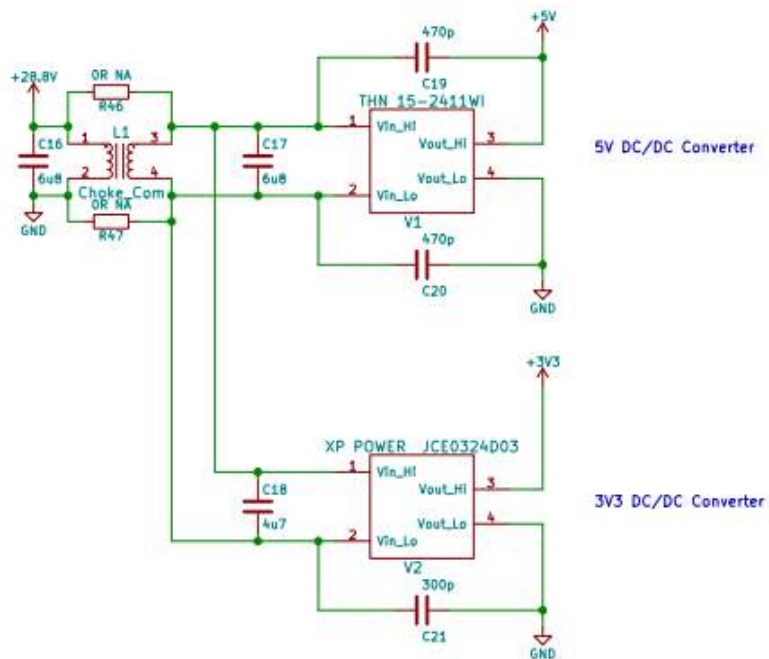 +28.8V
0R NA
R46
C16
6u8
1
L1
3
2
4
Choke_Com
0R NA
R47
GND
C17
6u8
470p
C19
+5V
THN 15-2411WI
1
Vin_Hi
Vout_Hi
3
Vout_Lo
4
2
Vin_Lo
V1
470p
C20
GND
5V DC/DC Converter
+3V3
XP POWER JCE0324D03
1
Vin_Hi
Vout_Hi
3
C18
4u7
Vout_Lo
4
2
Vin_Lo
V2
300p
C21
GND
3V3 DC/DC Converter